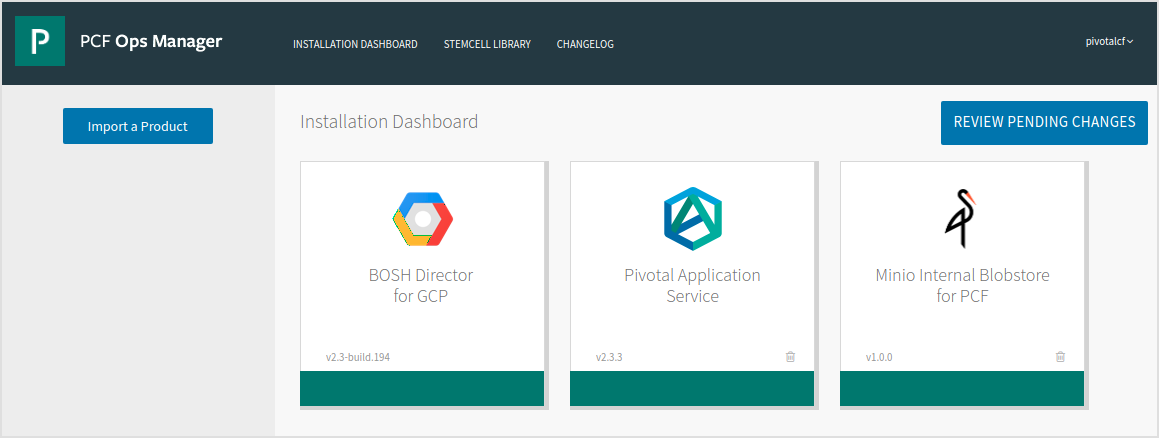 P
PCF Ops Manager
INSTALLATION DASHBOARD
STEMCELL LIBRARY
CHANGELOG
pivotalcf
Import a Product
Installation Dashboard
REVIEW PENDING CHANGES
BOSH Director
for GCP
v2.3-build.194
Pivotal Application
Service
v2.3.3
Minio Internal Blobstore
for PCF
v1.0.0